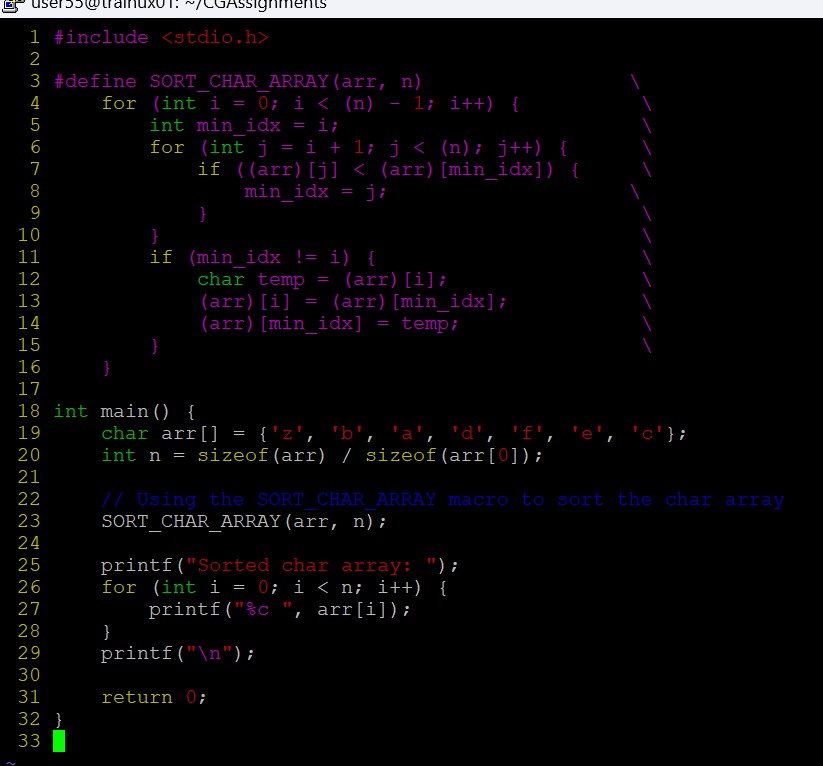 user55@trainux01: ~/CGAssignments
1 #include <stdio.h>
2
3 #define SORT_CHAR_ARRAY(arr, n)                  \
4     for (int i = 0; i < (n) - 1; i++) {           \
5         int min_idx = i;                          \
6         for (int j = i + 1; j < (n); j++) {       \
7             if ((arr)[j] < (arr)[min_idx]) {      \
8                 min_idx = j;                     \
9             }                                     \
10         }                                         \
11         if (min_idx != i) {                       \
12             char temp = (arr)[i];                 \
13             (arr)[i] = (arr)[min_idx];            \
14             (arr)[min_idx] = temp;                \
15         }                                         \
16     }
17
18 int main() {
19     char arr[] = {'z', 'b', 'a', 'd', 'f', 'e', 'c'};
20     int n = sizeof(arr) / sizeof(arr[0]);
21
22     // Using the SORT_CHAR_ARRAY macro to sort the char array
23     SORT_CHAR_ARRAY(arr, n);
24
25     printf("Sorted char array: ");
26     for (int i = 0; i < n; i++) {
27         printf("%c ", arr[i]);
28     }
29     printf("\n");
30
31     return 0;
32 }
33
~